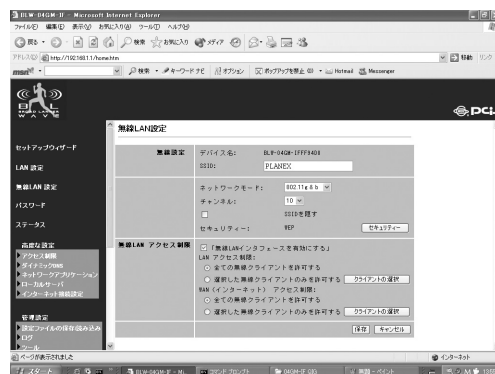 BLW-04GM-IF - Microsoft Internet Explorer
ファイル(F) 編集(E) 表示(V) お気に入り(A) ツール(T) ヘルプ(H)
戻る 検索 お気に入り メディア
アドレス(D) http://192.168.1.1/home.htm 移動 リンク
msn 検索 オプション ポップアップを禁止 Hotmail Messenger
BROAD LANNER
WAVE
PCI
セットアップウィザード
LAN 設定
無線LAN 設定
パスワード
ステータス
高度な設定
アクセス制限
ダイナミックDNS
ネットワークアプリケーション
ローカルサーバ
インターネット接続設定
管理設定
設定ファイルの保存/読み込み
ログ
ツール
無線LAN設定
無線設定
デバイス名: BLW-04GM-IFFF9408
SSID: PLANEX
ネットワークモード: 802.11g & b
チャンネル: 10
SSIDを隠す
セキュリティー: WEP セキュリティー
無線LAN アクセス制限
「無線LANインタフェースを有効にする」
LAN アクセス制限:
全ての無線クライアントを許可する
選択した無線クライアントのみを許可する クライアントの選択
WAN (インターネット) アクセス制限:
全ての無線クライアントを許可する
選択した無線クライアントのみを許可する クライアントの選択
保存 キャンセル
ページが表示されました インターネット
スタート BLW-04GM-IF - Mi... コマンド プロンプト 04GM-IF QIG 無題 - ペイント